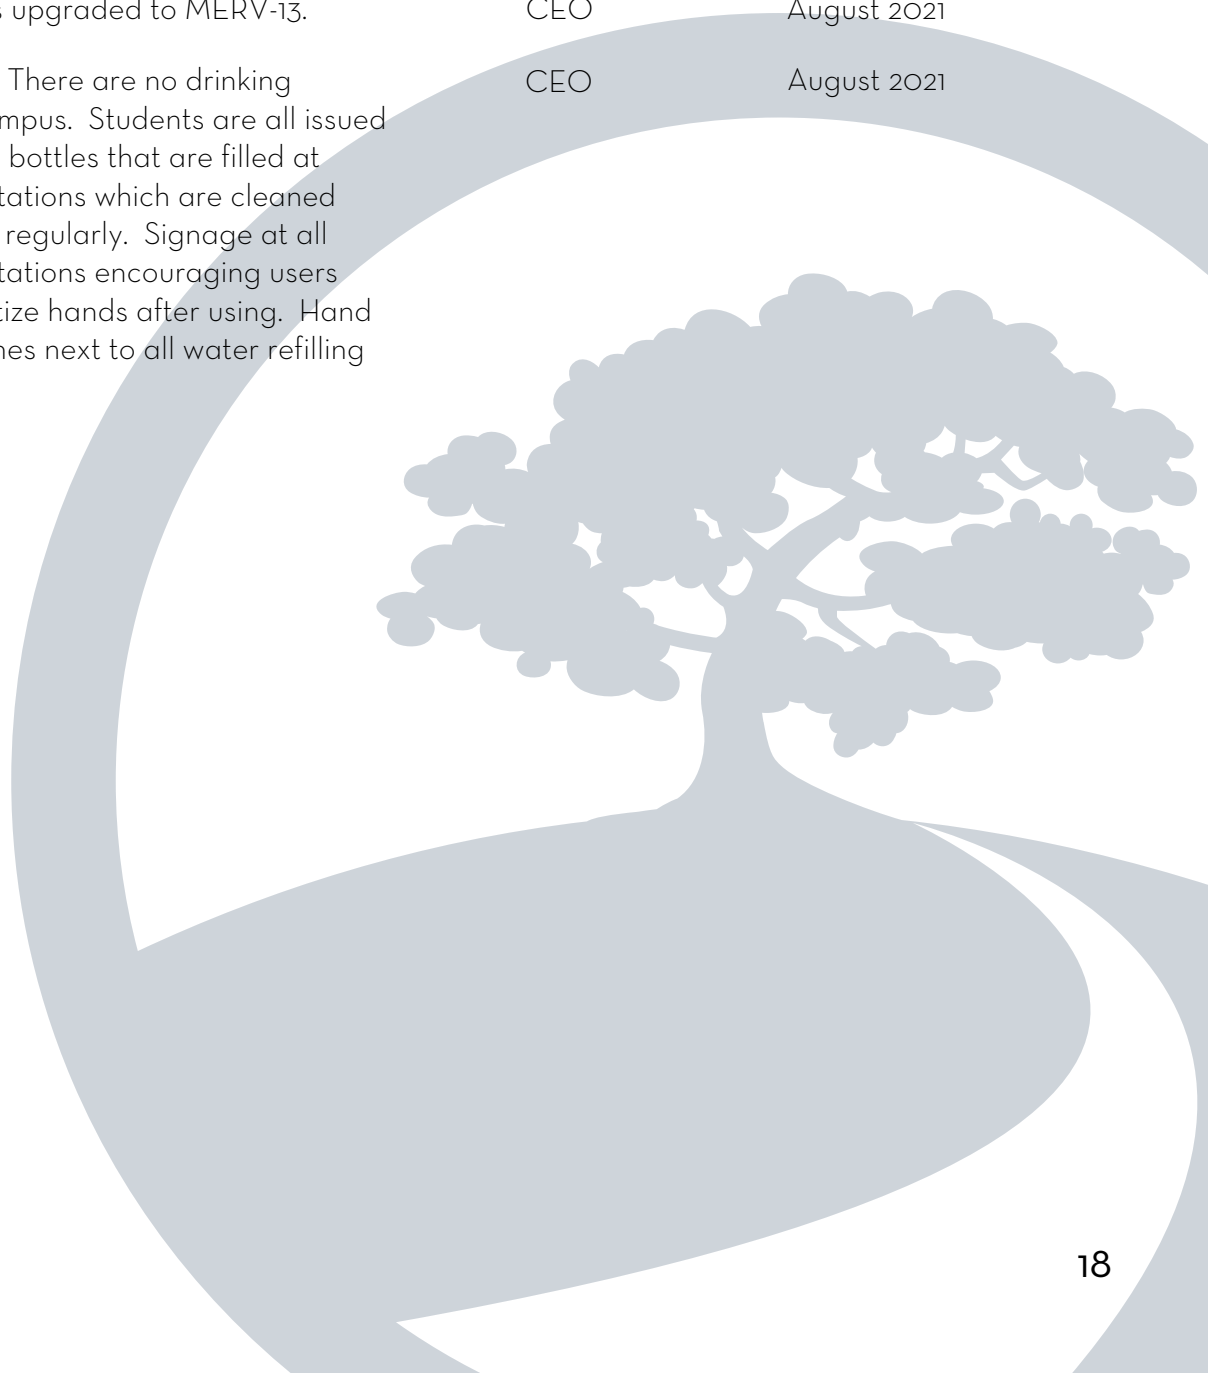 s upgraded to MERV-13. CEO August 2021
There are no drinking CEO August 2021
mpus. Students are all issued
bottles that are filled at
tations which are cleaned
regularly. Signage at all
tations encouraging users
tize hands after using. Hand
nes next to all water refilling
18